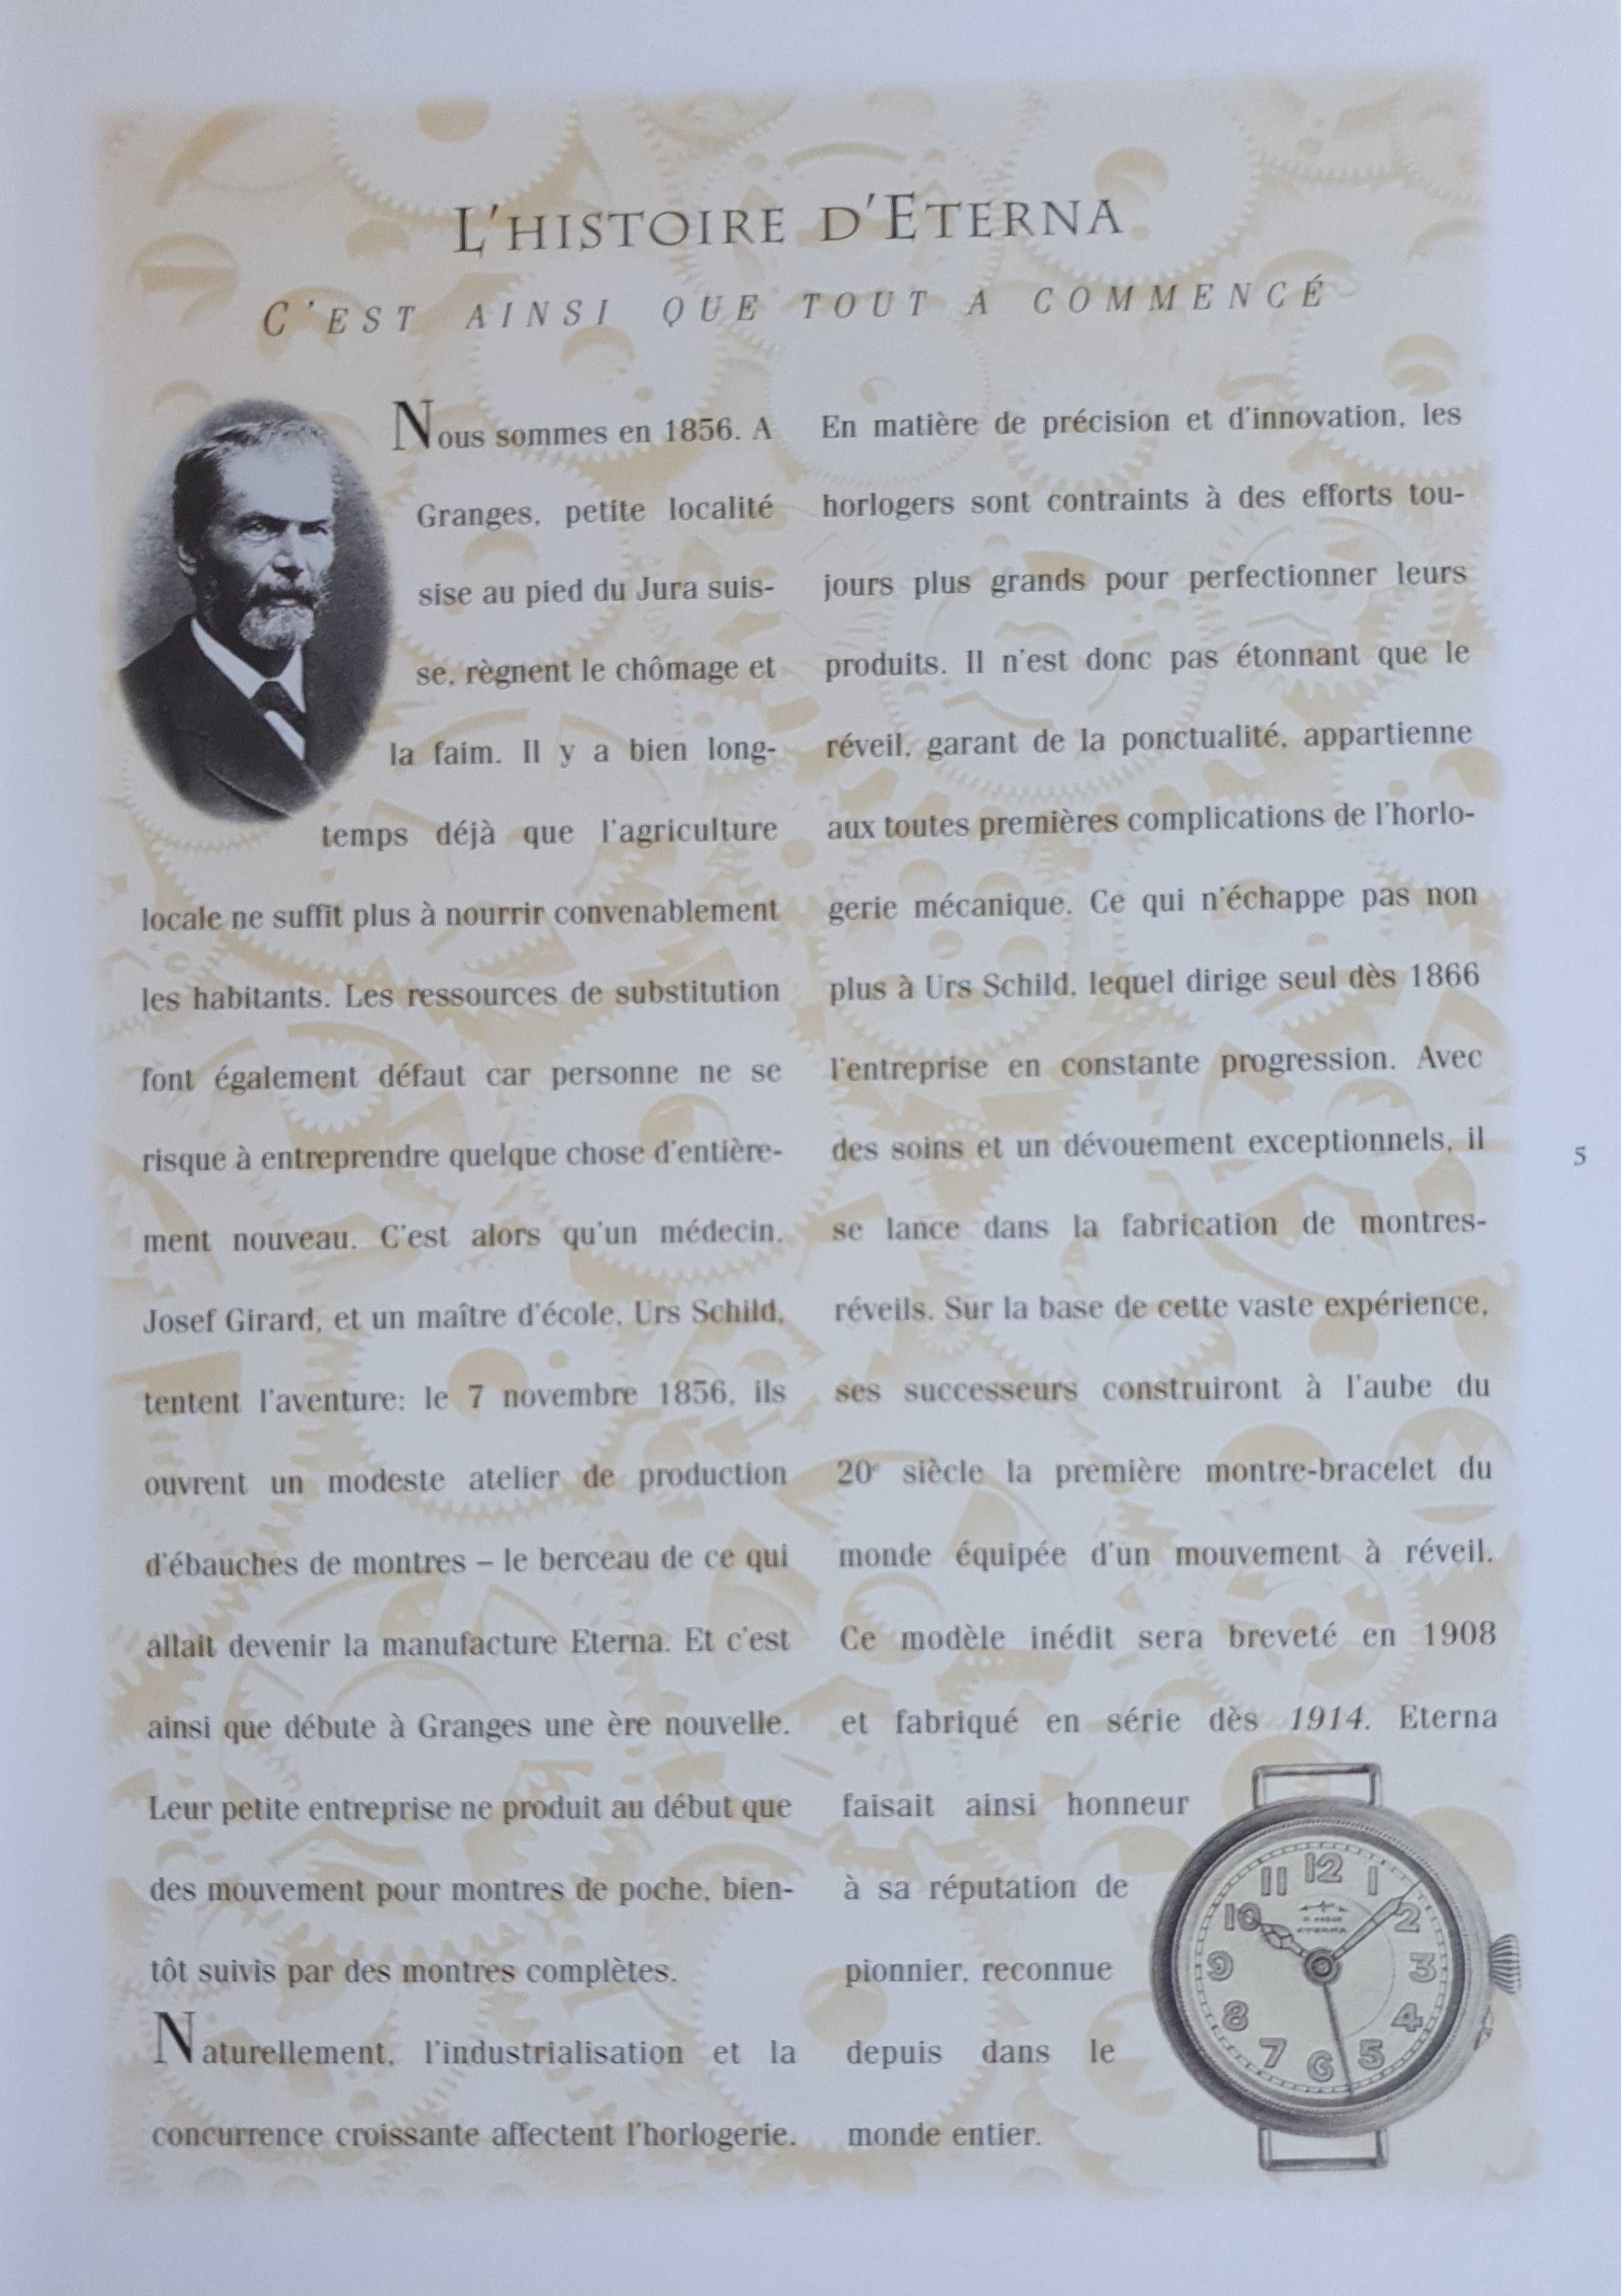 L'HISTOIRE D'ETERNA
C'EST AINSI QUE TOUT A COMMENCÉ
Nous sommes en 1856. A
Granges, petite localité
sise au pied du Jura suis-
se, règnent le chômage et
la faim. Il y a bien long-
temps déjà que l'agriculture
locale ne suffit plus à nourrir convenablement
les habitants. Les ressources de substitution
font également défaut car personne ne se
risque à entreprendre quelque chose d'entière-
ment nouveau. C'est alors qu'un médecin,
Josef Girard, et un maître d'école, Urs Schild,
tentent l'aventure: le 7 novembre 1856, ils
ouvrent un modeste atelier de production
d'ébauches de montres – le berceau de ce qui
allait devenir la manufacture Eterna. Et c'est
ainsi que débute à Granges une ère nouvelle.
Leur petite entreprise ne produit au début que
des mouvement pour montres de poche, bien-
tôt suivis par des montres complètes.
Naturellement, l'industrialisation et la
concurrence croissante affectent l'horlogerie.
En matière de précision et d'innovation, les
horlogers sont contraints à des efforts tou-
jours plus grands pour perfectionner leurs
produits. Il n'est donc pas étonnant que le
réveil, garant de la ponctualité, appartienne
aux toutes premières complications de l'horlo-
gerie mécanique. Ce qui n'échappe pas non
plus à Urs Schild, lequel dirige seul dès 1866
l'entreprise en constante progression. Avec
des soins et un dévouement exceptionnels, il
se lance dans la fabrication de montres-
réveils. Sur la base de cette vaste expérience,
ses successeurs construiront à l'aube du
20e siècle la première montre-bracelet du
monde équipée d'un mouvement à réveil.
Ce modèle inédit sera breveté en 1908
et fabriqué en série dès 1914. Eterna
faisait ainsi honneur
à sa réputation de
pionnier, reconnue
depuis dans le
monde entier.
12
1
2
3
4
5
6
7
8
9
10
11
ETERNA
5